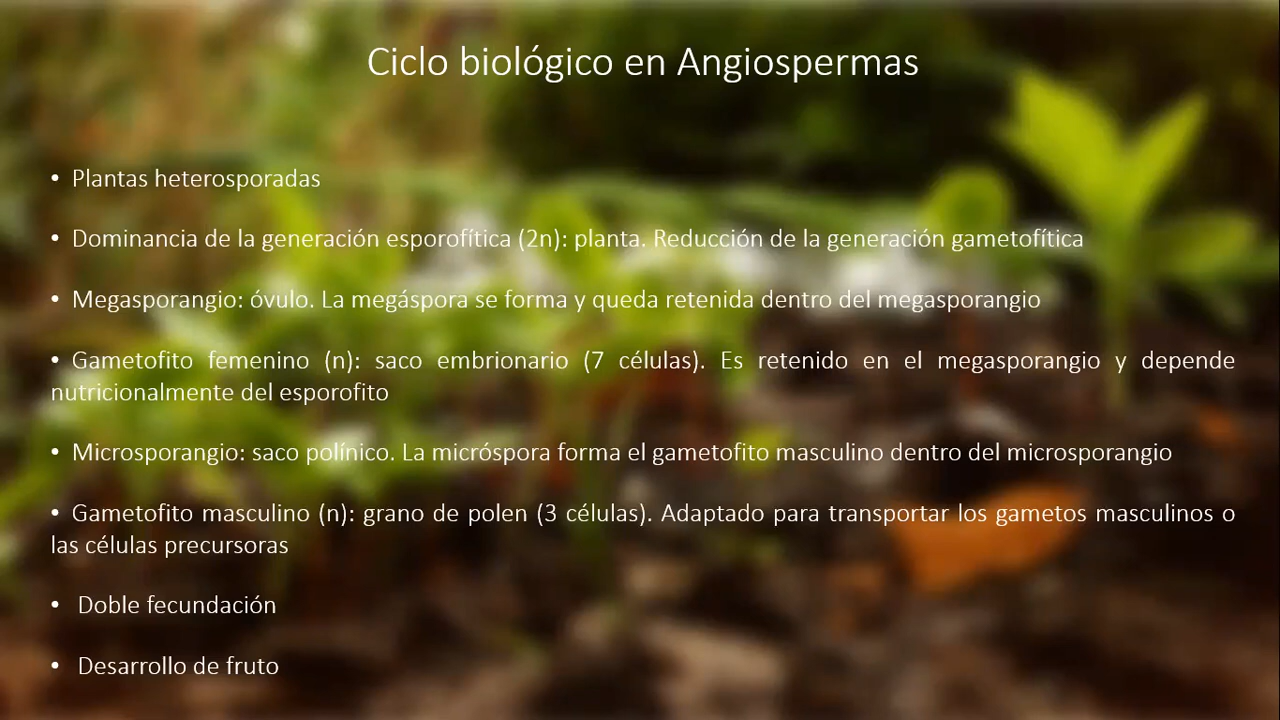 Ciclo biológico en Angiospermas
• Plantas heterosporadas
• Dominancia de la generación esporofítica (2n): planta. Reducción de la generación gametofítica
• Megasporangio: óvulo. La megáspora se forma y queda retenida dentro del megasporangio
• Gametofito femenino (n): saco embrionario (7 células). Es retenido en el megasporangio y depende
nutricionalmente del esporofito
• Microsporangio: saco polínico. La micróspora forma el gametofito masculino dentro del microsporangio
• Gametofito masculino (n): grano de polen (3 células). Adaptado para transportar los gametos masculinos o
las células precursoras
• Doble fecundación
• Desarrollo de fruto